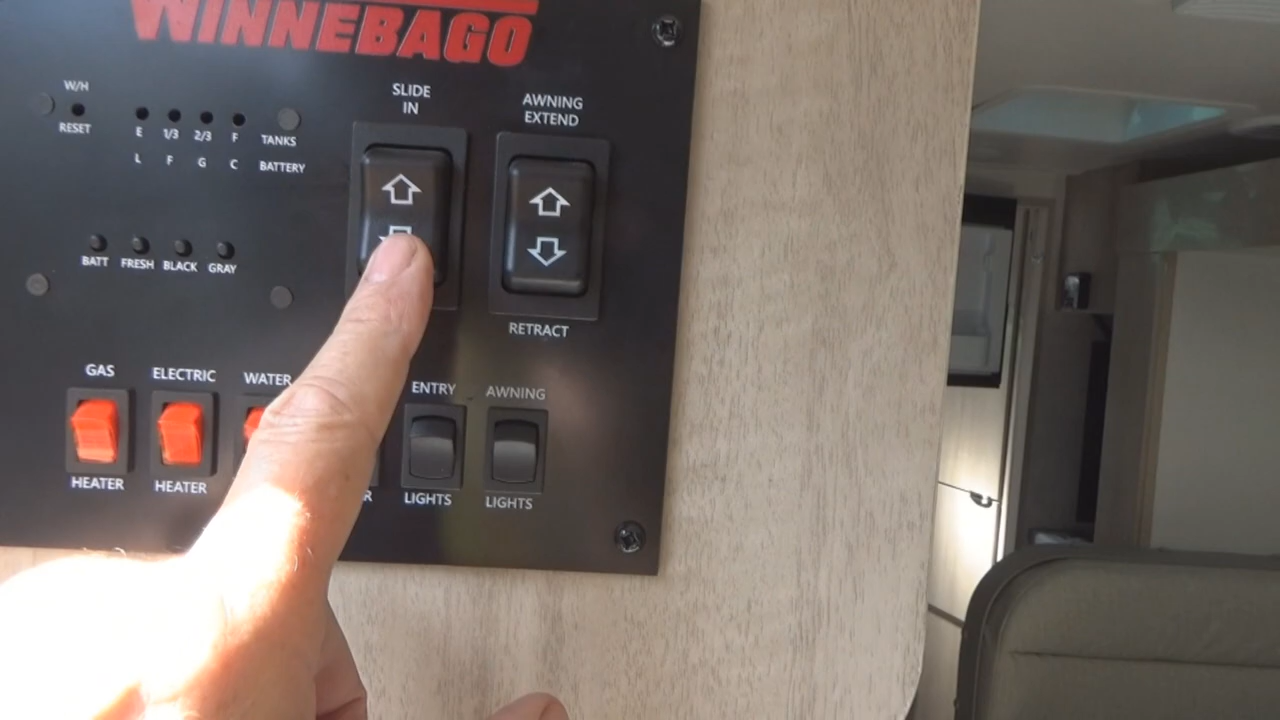 WINNEBAGO
W/H
RESET
E 1/3 2/3 F TANKS
L F G C BATTERY
SLIDE
IN
AWNING
EXTEND
BATT FRESH BLACK GRAY
RETRACT
GAS ELECTRIC WATER ENTRY AWNING
HEATER HEATER R LIGHTS LIGHTS